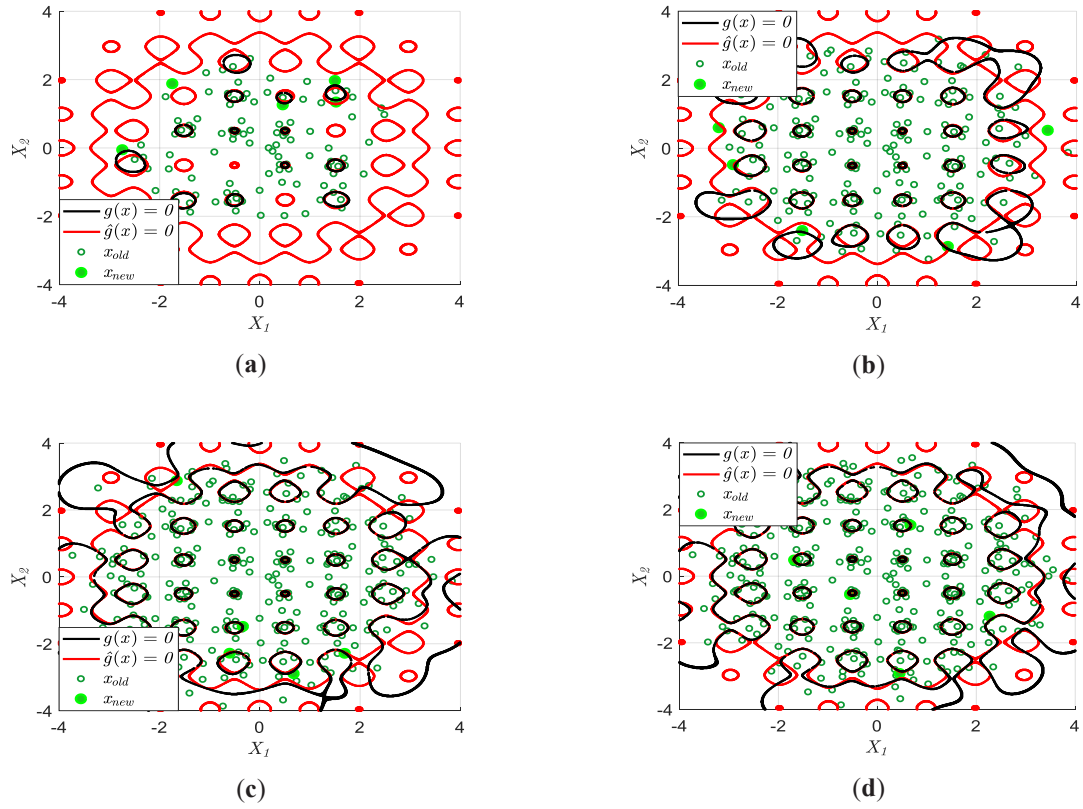 4
2
0
-2
-4
X2
g(x) = 0
ĝ(x) = 0
xold
xnew
-4 -2 0 2 4
X1
(a)
4
2
0
-2
-4
X2
g(x) = 0
ĝ(x) = 0
xold
xnew
-4 -2 0 2 4
X1
(b)
4
2
0
-2
-4
X2
g(x) = 0
ĝ(x) = 0
xold
xnew
-4 -2 0 2 4
X1
(c)
4
2
0
-2
-4
X2
g(x) = 0
ĝ(x) = 0
xold
xnew
-4 -2 0 2 4
X1
(d)